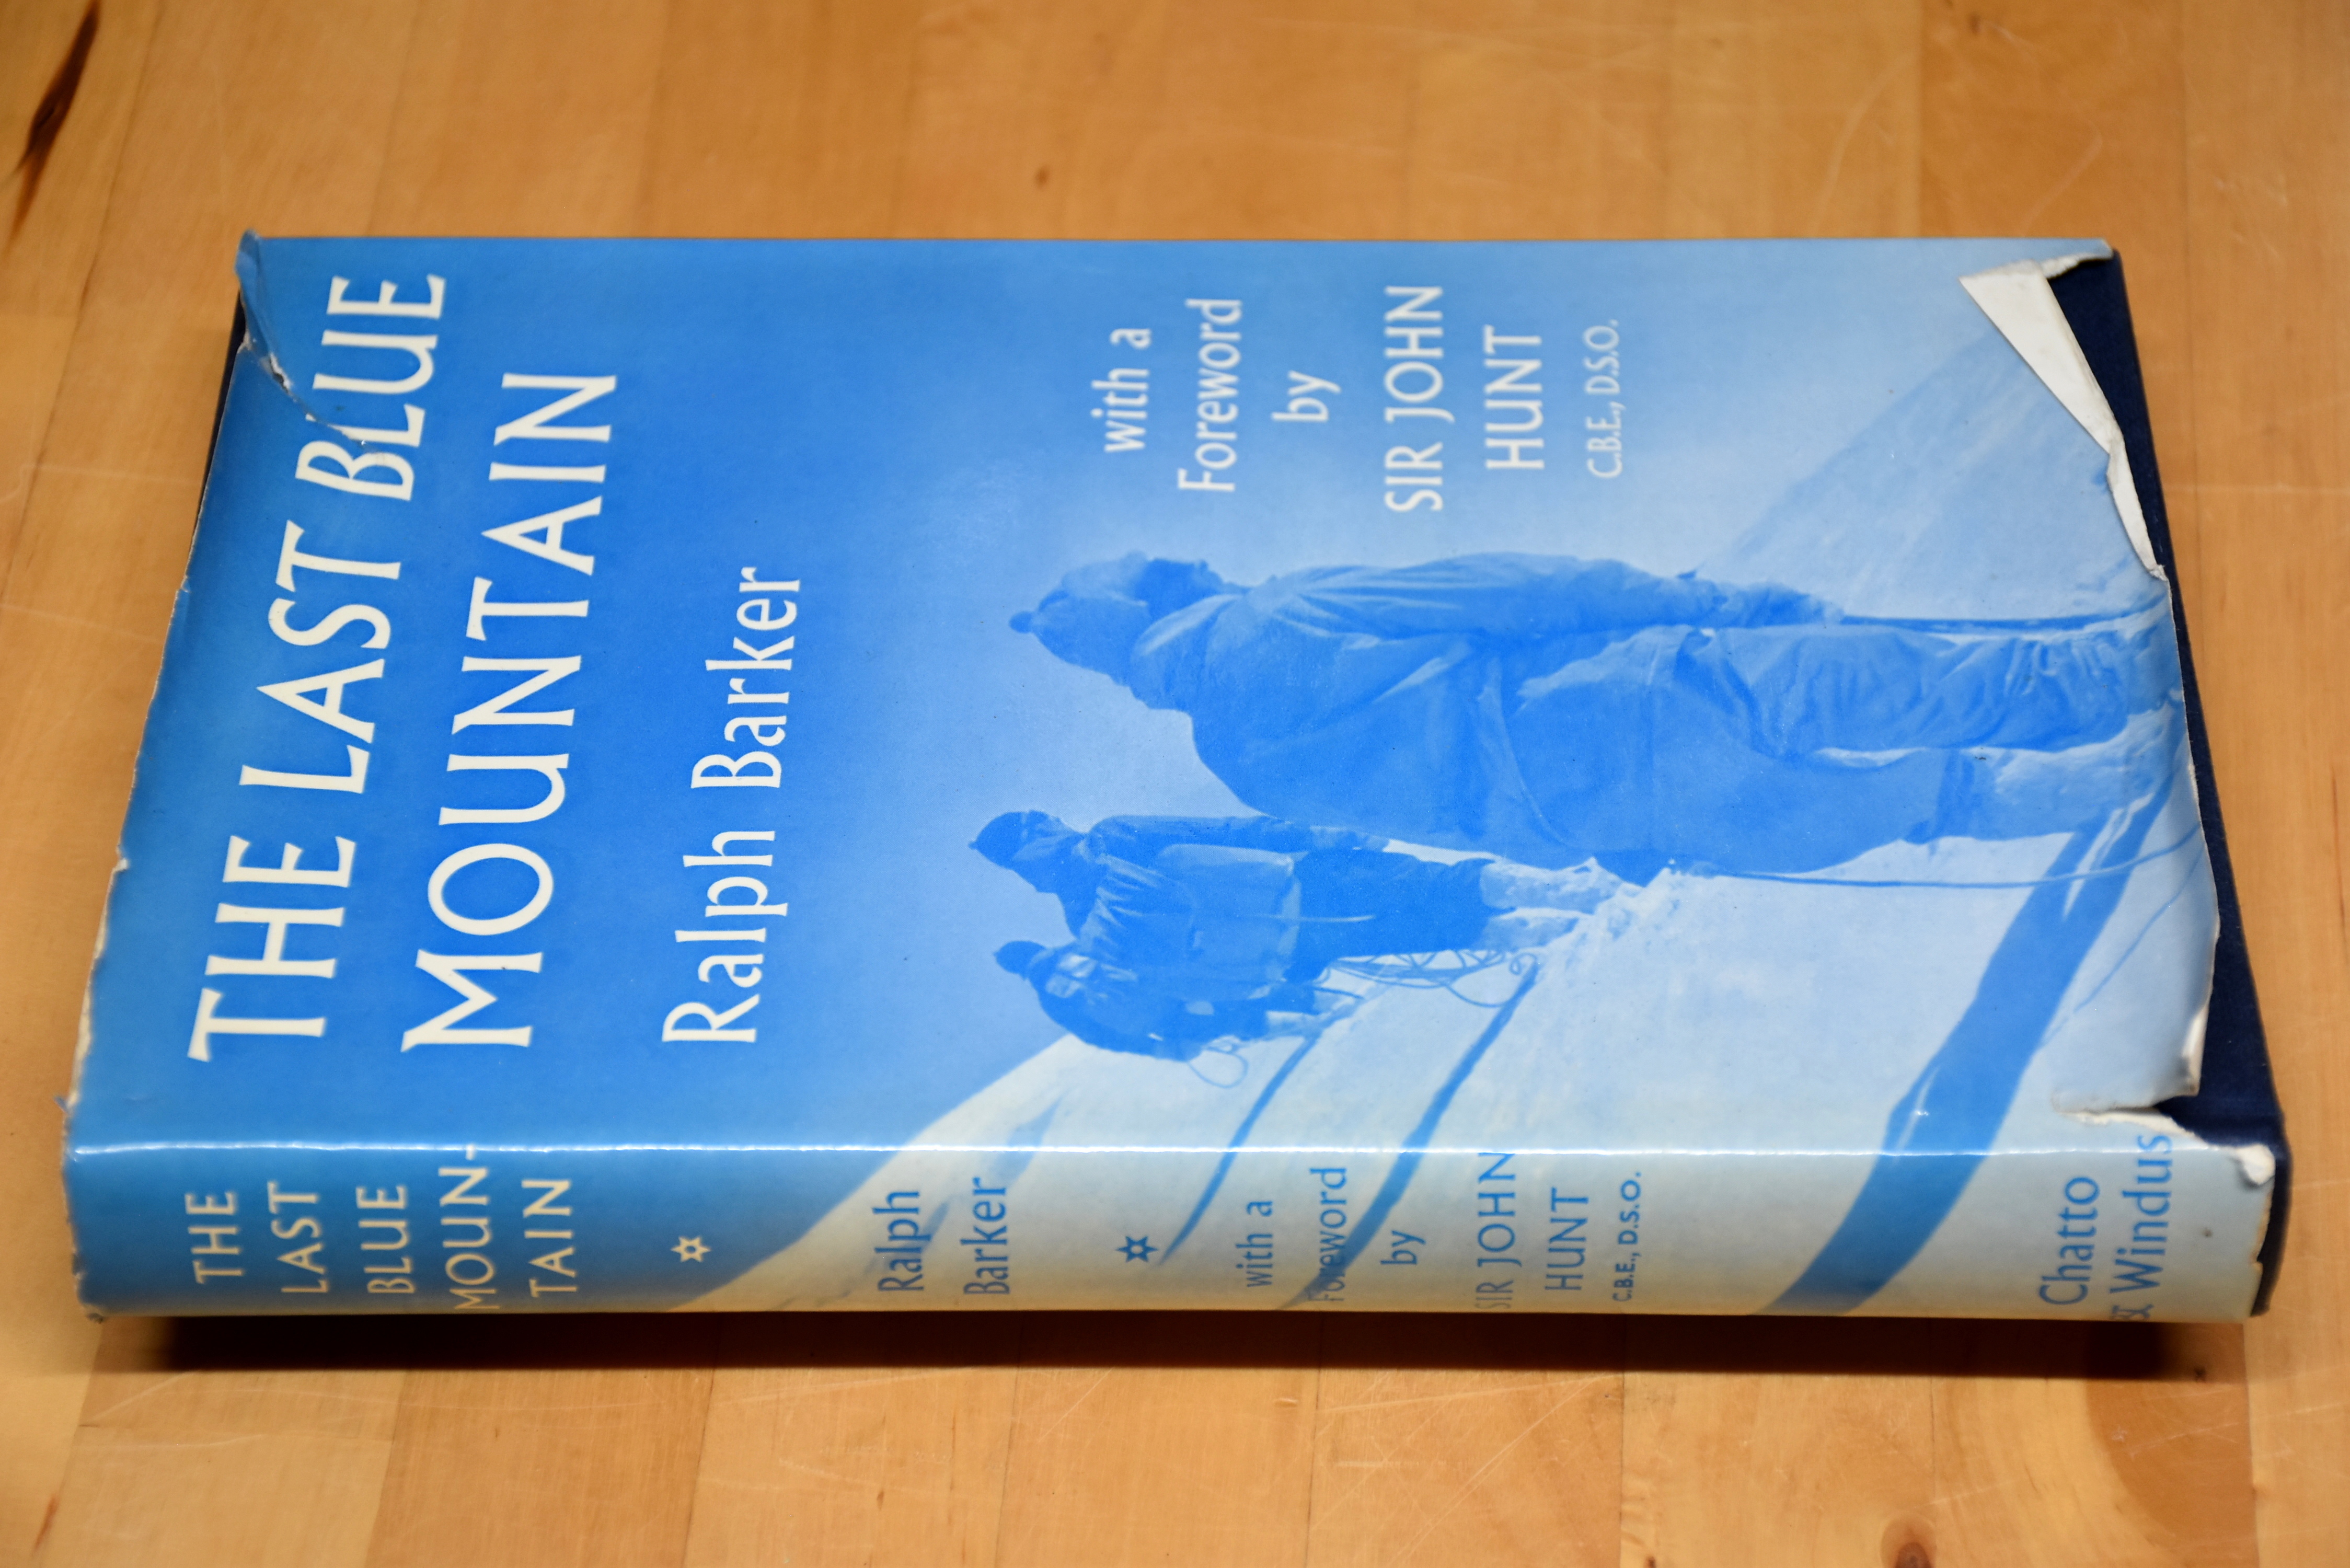 THE LAST BLUE
MOUNTAIN
Ralph Barker
with a
Foreword
by
SIR JOHN
HUNT
C.B.E., D.S.O.
THE
LAST
BLUE
MOUN-
TAIN
Ralph
Barker
with a
Foreword
by
SIR JOHN
HUNT
C.B.E., D.S.O.
Chatto
& Windus